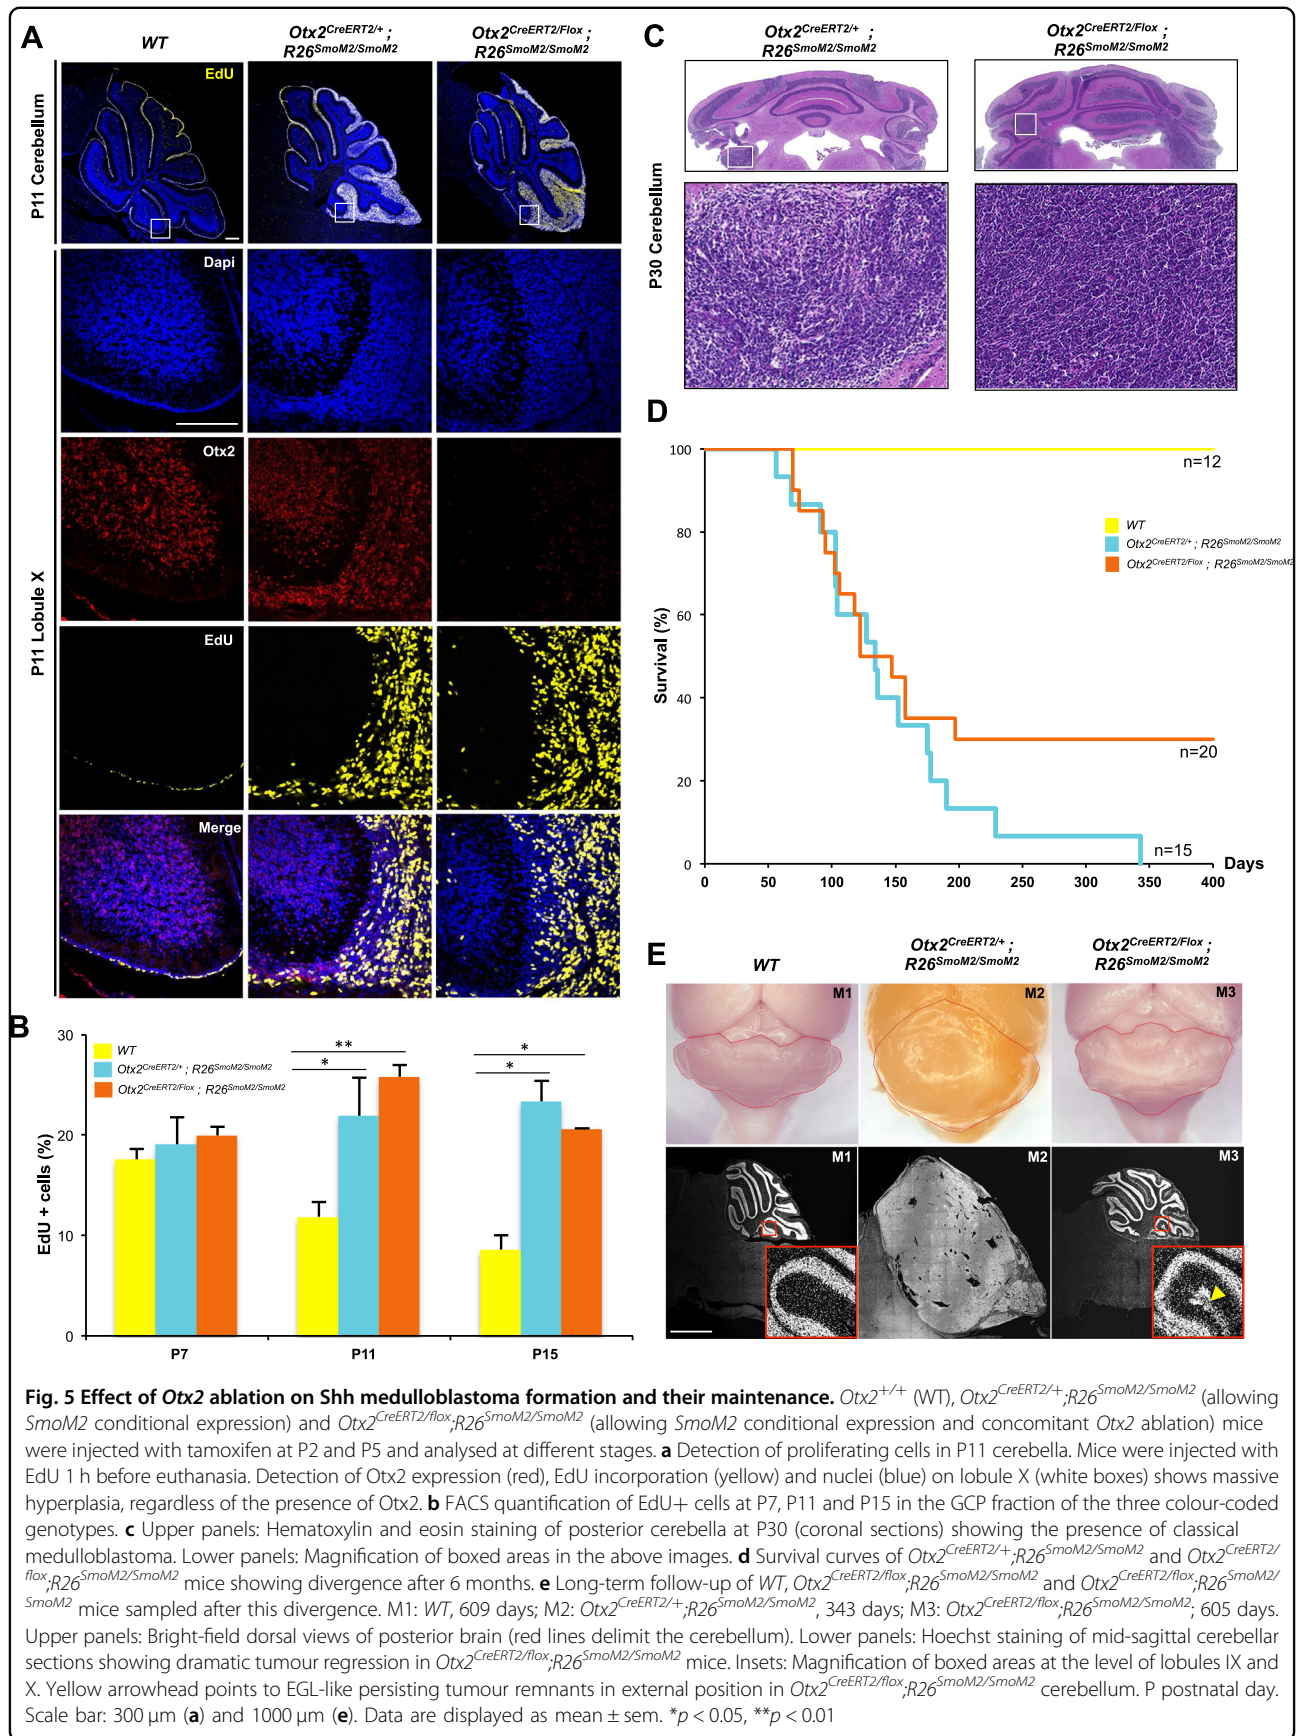 A
WT
Otx2CreERT2/+ ;
R26SmoM2/SmoM2
Otx2CreERT2/Flox ;
R26SmoM2/SmoM2
P11 Cerebellum
EdU
P11 Lobule X
Dapi
Otx2
EdU
Merge
B
30
20
10
0
EdU + cells (%)
WT
Otx2CreERT2/+ ; R26SmoM2/SmoM2
Otx2CreERT2/Flox ; R26SmoM2/SmoM2
**
*
*
*
P7
P11
P15
C
Otx2CreERT2/+ ;
R26SmoM2/SmoM2
Otx2CreERT2/Flox ;
R26SmoM2/SmoM2
P30 Cerebellum
D
100
80
60
40
20
0
Survival (%)
n=12
WT
Otx2CreERT2/+ ; R26SmoM2/SmoM2
Otx2CreERT2/Flox ; R26SmoM2/SmoM2
n=20
n=15
0 50 100 150 200 250 300 350 400
Days
E
WT
Otx2CreERT2/+ ;
R26SmoM2/SmoM2
Otx2CreERT2/Flox ;
R26SmoM2/SmoM2
M1
M2
M3
M1
M2
M3
Fig. 5 Effect of Otx2 ablation on Shh medulloblastoma formation and their maintenance. Otx2+/+ (WT), Otx2CreERT2/+;R26SmoM2/SmoM2 (allowing
SmoM2 conditional expression) and Otx2CreERT2/flox;R26SmoM2/SmoM2 (allowing SmoM2 conditional expression and concomitant Otx2 ablation) mice
were injected with tamoxifen at P2 and P5 and analysed at different stages. a Detection of proliferating cells in P11 cerebella. Mice were injected with
EdU 1 h before euthanasia. Detection of Otx2 expression (red), EdU incorporation (yellow) and nuclei (blue) on lobule X (white boxes) shows massive
hyperplasia, regardless of the presence of Otx2. b FACS quantification of EdU+ cells at P7, P11 and P15 in the GCP fraction of the three colour-coded
genotypes. c Upper panels: Hematoxylin and eosin staining of posterior cerebella at P30 (coronal sections) showing the presence of classical
medulloblastoma. Lower panels: Magnification of boxed areas in the above images. d Survival curves of Otx2CreERT2/+;R26SmoM2/SmoM2 and Otx2CreERT2/
flox;R26SmoM2/SmoM2 mice showing divergence after 6 months. e Long-term follow-up of WT, Otx2CreERT2/flox;R26SmoM2/SmoM2 and Otx2CreERT2/flox;R26SmoM2/
SmoM2 mice sampled after this divergence. M1: WT, 609 days; M2: Otx2CreERT2/+;R26SmoM2/SmoM2, 343 days; M3: Otx2CreERT2/flox;R26SmoM2/SmoM2; 605 days.
Upper panels: Bright-field dorsal views of posterior brain (red lines delimit the cerebellum). Lower panels: Hoechst staining of mid-sagittal cerebellar
sections showing dramatic tumour regression in Otx2CreERT2/flox;R26SmoM2/SmoM2 mice. Insets: Magnification of boxed areas at the level of lobules IX and
X. Yellow arrowhead points to EGL-like persisting tumour remnants in external position in Otx2CreERT2/flox;R26SmoM2/SmoM2 cerebellum. P postnatal day.
Scale bar: 300 µm (a) and 1000 µm (e). Data are displayed as mean ± sem. *p < 0.05, **p < 0.01